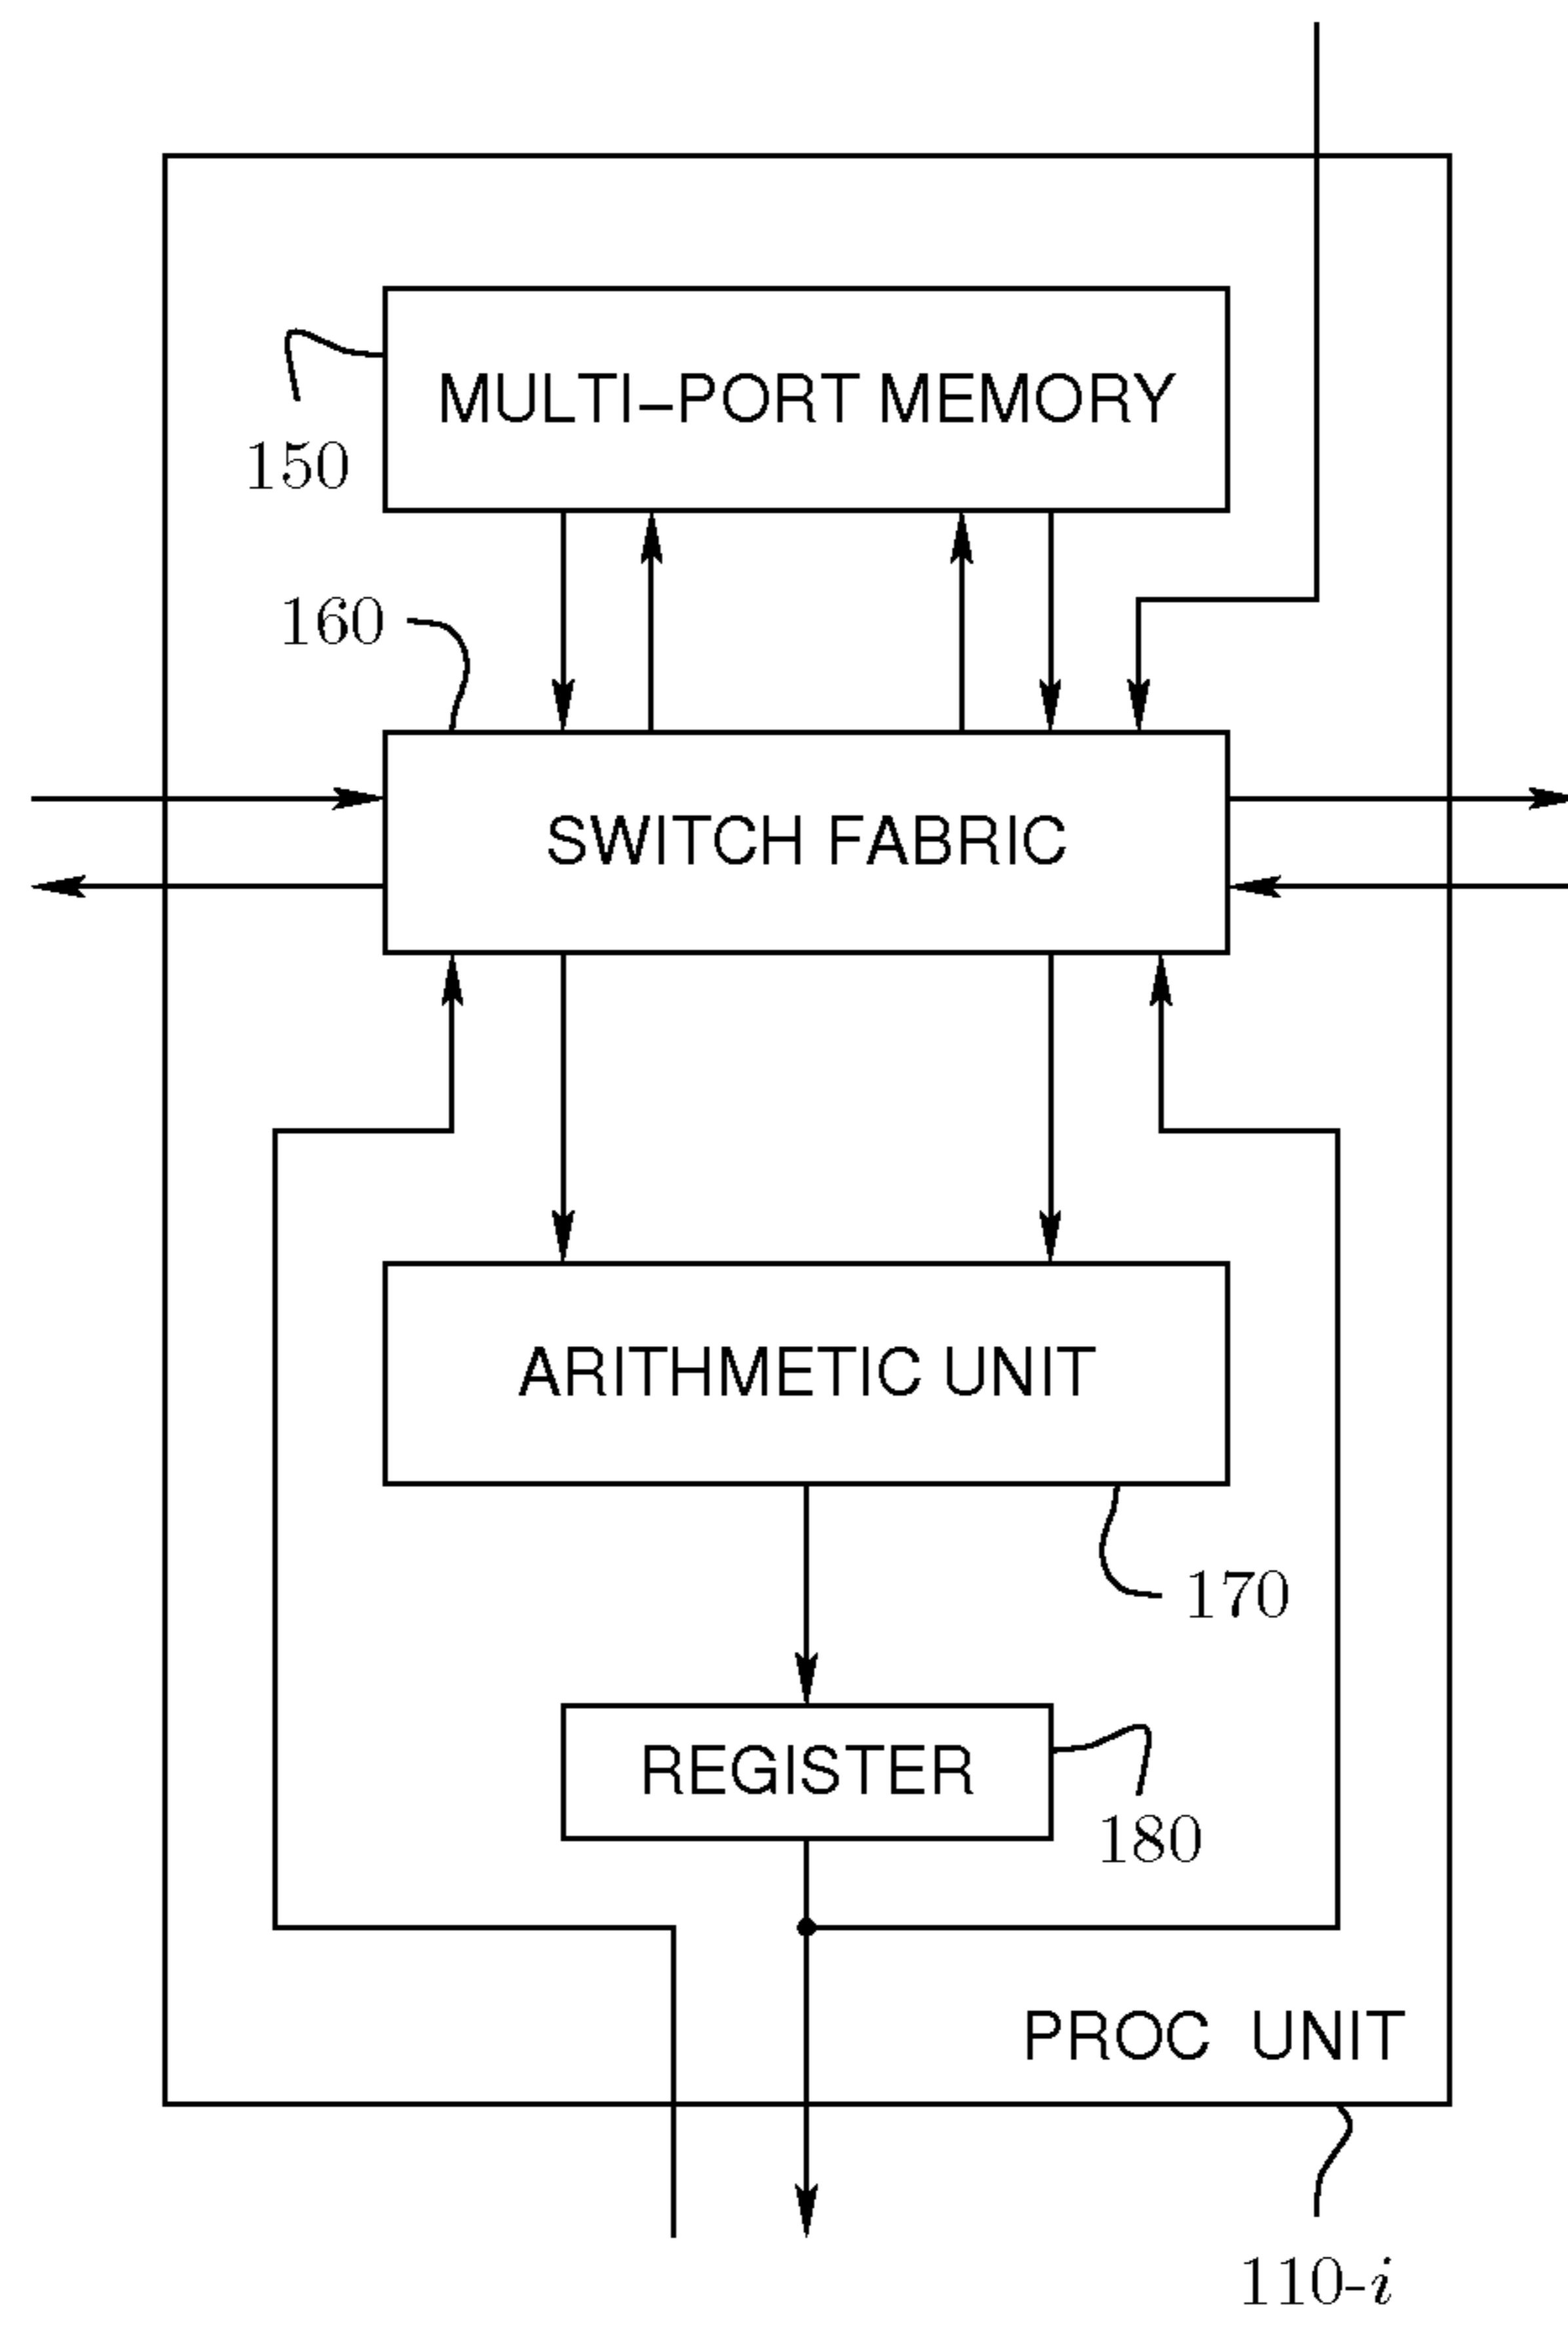 MULTI–PORT MEMORY
150
160
SWITCH FABRIC
ARITHMETIC UNIT
170
REGISTER
180
PROC UNIT
110-i